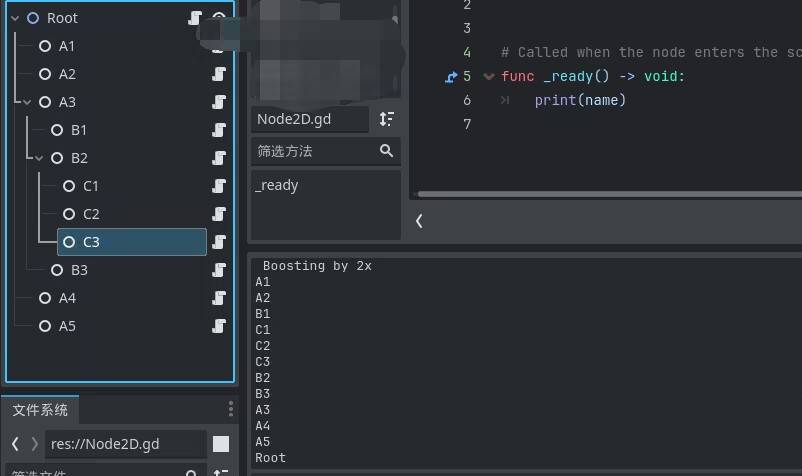 Root
A1
A2
A3
B1
B2
C1
C2
C3
B3
A4
A5
文件系统
res://Node2D.gd
筛选文件
Node2D.gd
筛选方法
_ready
2
3
4 # Called when the node enters the sc
5 func _ready() -> void:
6 print(name)
7
Boosting by 2x
A1
A2
B1
C1
C2
C3
B2
B3
A3
A4
A5
Root